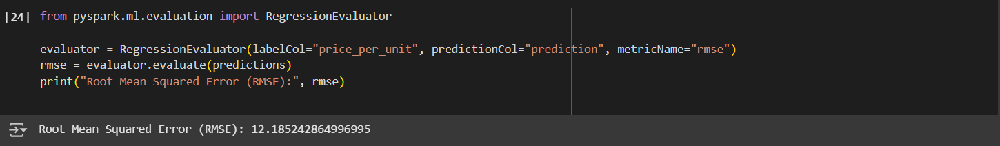 [24] from pyspark.ml.evaluation import RegressionEvaluator
evaluator = RegressionEvaluator(labelCol="price_per_unit", predictionCol="prediction", metricName="rmse")
rmse = evaluator.evaluate(predictions)
print("Root Mean Squared Error (RMSE):", rmse)
Root Mean Squared Error (RMSE): 12.185242864996995